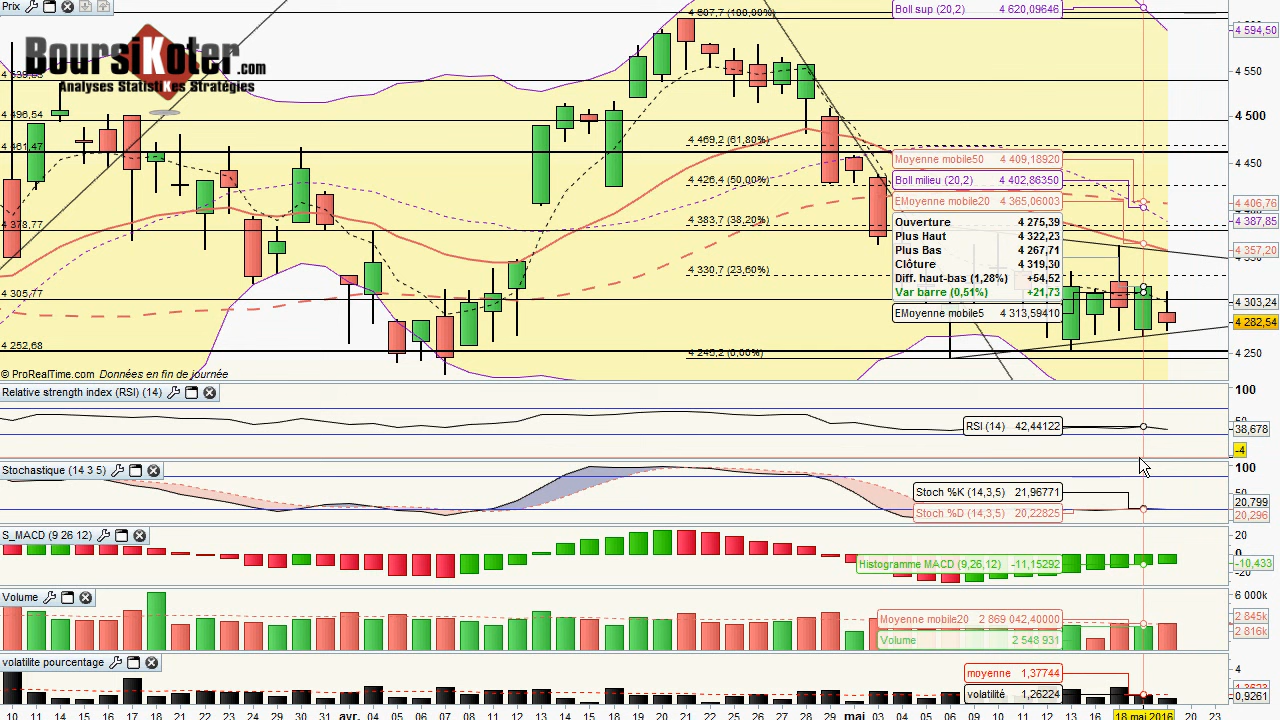 Prix
BoursiKoter.com
Analyses StatistiKes Stratégies
4 607,7 (100,00%)
4 496,54
4 461,47
4 378,77
4 305,77
4 252,68
4 469,2 (61,80%)
4 426,4 (50,00%)
4 383,7 (38,20%)
4 330,7 (23,60%)
4 245,2 (0,00%)
Boll sup (20,2) 4 620,09646
Moyenne mobile50 4 409,18920
Boll milieu (20,2) 4 402,86350
EMoyenne mobile20 4 365,06003
Ouverture 4 275,39
Plus Haut 4 322,23
Plus Bas 4 267,71
Clôture 4 319,30
Diff. haut-bas (1,28%) +54,52
Var barre (0,51%) +21,73
EMoyenne mobile5 4 313,59410
4 594,50
4 550
4 500
4 450
4 406,76
4 387,85
4 357,20
4 303,24
4 282,54
4 250
© ProRealTime.com Données en fin de journée
Relative strength index (RSI) (14)
RSI (14) 42,44122
100
38,678
-4
Stochastique (14 3 5)
Stoch %K (14,3,5) 21,96771
Stoch %D (14,3,5) 20,22825
100
20,799
20,296
S_MACD (9 26 12)
Histogramme MACD (9,26,12) -11,15292
20
0
-10,433
-20
Volume
Moyenne mobile20 2 869 042,40000
Volume 2 548 931
6 000k
2 845k
2 816k
volatilite pourcentage
moyenne 1,37744
volatilité 1,26224
4
0,9261
10 11 14 15 16 17 18 21 22 23 24 28 29 30 31 avr. 04 05 06 07 08 11 12 13 14 15 18 19 20 21 22 25 26 27 28 29 mai 03 04 05 06 09 10 11 12 13 16 18 mai 2016 20 23